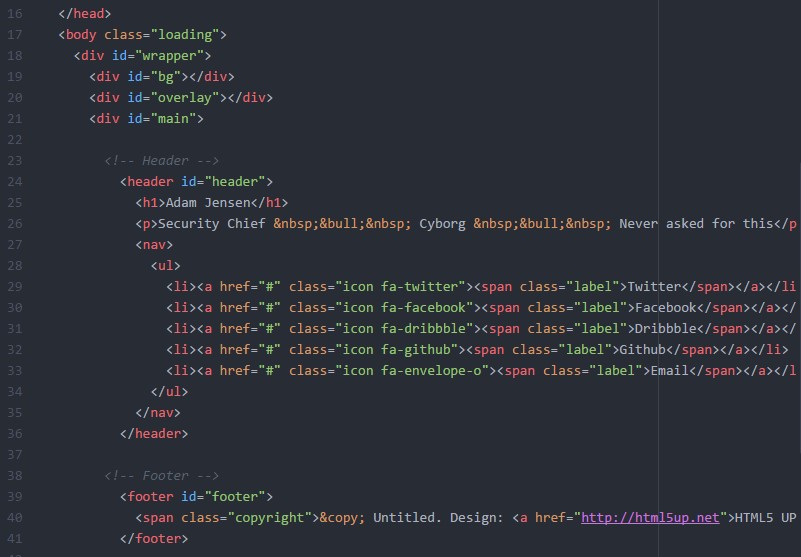 16 </head>
17 <body class="loading">
18 <div id="wrapper">
19 <div id="bg"></div>
20 <div id="overlay"></div>
21 <div id="main">
22
23 <!-- Header -->
24 <header id="header">
25 <h1>Adam Jensen</h1>
26 <p>Security Chief &nbsp;&bull;&nbsp; Cyborg &nbsp;&bull;&nbsp; Never asked for this</p
27 <nav>
28 <ul>
29 <li><a href="#" class="icon fa-twitter"><span class="label">Twitter</span></a></li
30 <li><a href="#" class="icon fa-facebook"><span class="label">Facebook</span></a></
31 <li><a href="#" class="icon fa-dribbble"><span class="label">Dribbble</span></a></
32 <li><a href="#" class="icon fa-github"><span class="label">Github</span></a></li>
33 <li><a href="#" class="icon fa-envelope-o"><span class="label">Email</span></a></l
34 </ul>
35 </nav>
36 </header>
37
38 <!-- Footer -->
39 <footer id="footer">
40 <span class="copyright">&copy; Untitled. Design: <a href="http://html5up.net">HTML5 UP
41 </footer>